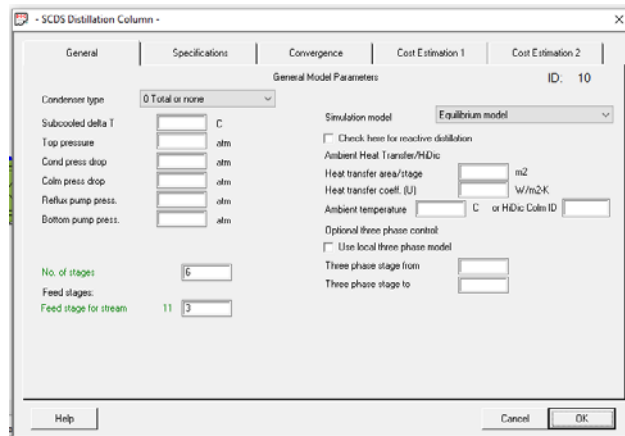 - SCDS Distillation Column -
General Specifications Convergence Cost Estimation 1 Cost Estimation 2
General Model Parameters ID: 10
Condenser type 0 Total or none
Simulation model Equilibrium model
Subcooled delta T C
Check here for reactive distillation
Top pressure atm
Ambient Heat Transfer/HiDic
Cond press drop atm
Heat transfer area/stage m2
Colm press drop atm
Heat transfer coeff. (U) W/m2-K
Reflux pump press. atm
Ambient temperature C or HiDic Colm ID
Bottom pump press. atm
Optional three phase control:
Use local three phase model
No. of stages 6
Three phase stage from
Feed stages:
Three phase stage to
Feed stage for stream 11 3
Help Cancel OK